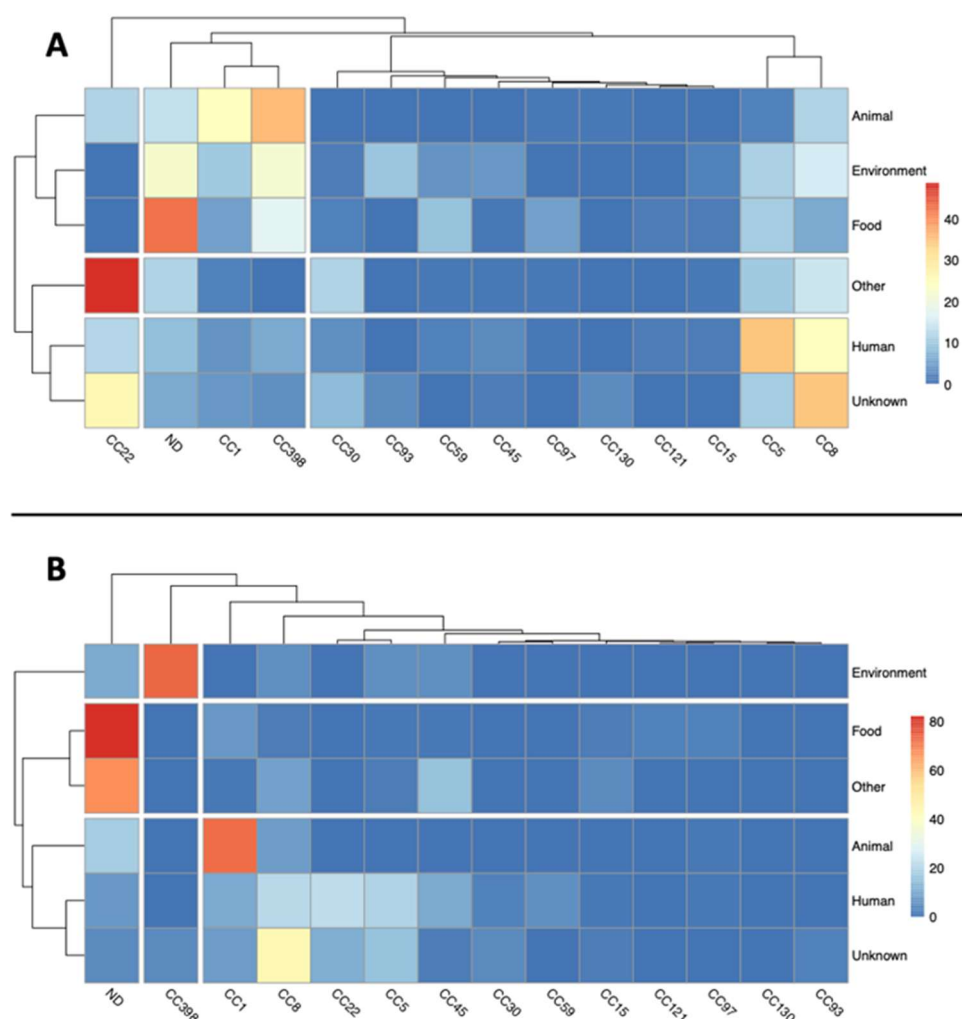 A
Animal
Environment
Food
Other
Human
Unknown
40
30
20
10
0
CC22 ND CC1 CC398 CC30 CC93 CC59 CC45 CC97 CC130 CC121 CC15 CC5 CC8
B
Environment
Food
Other
Animal
Human
Unknown
80
60
40
20
0
ND CC398 CC1 CC8 CC22 CC5 CC45 CC30 CC59 CC15 CC121 CC97 CC130 CC93